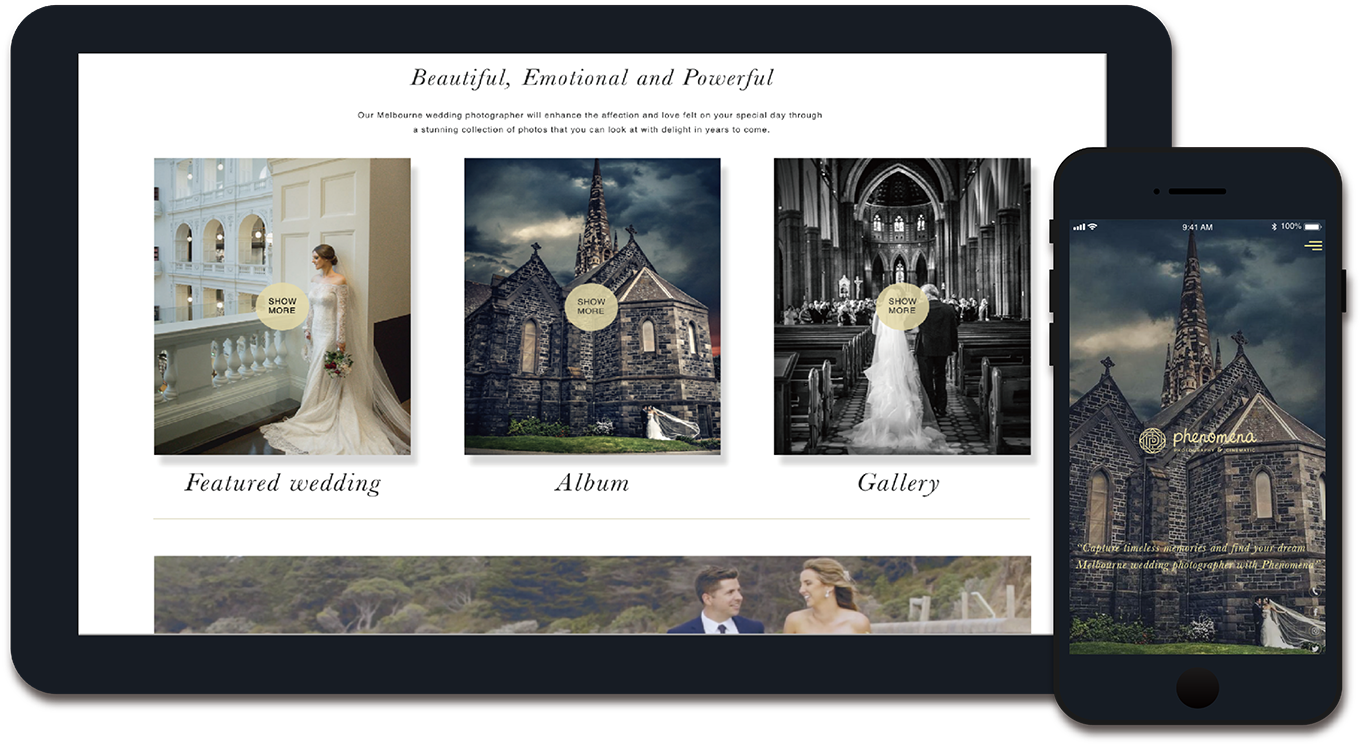 Beautiful, Emotional and Powerful
Our Melbourne wedding photographer will enhance the affection and love felt on your special day through
a stunning collection of photos that you can look at with delight in years to come.
SHOW
MORE
SHOW
MORE
SHOW
MORE
Featured wedding
Album
Gallery
9:41 AM
100%
phenomena
PHOTOGRAPHY & CINEMATIC
"Capture timeless memories and find your dream
Melbourne wedding photographer with Phenomena"